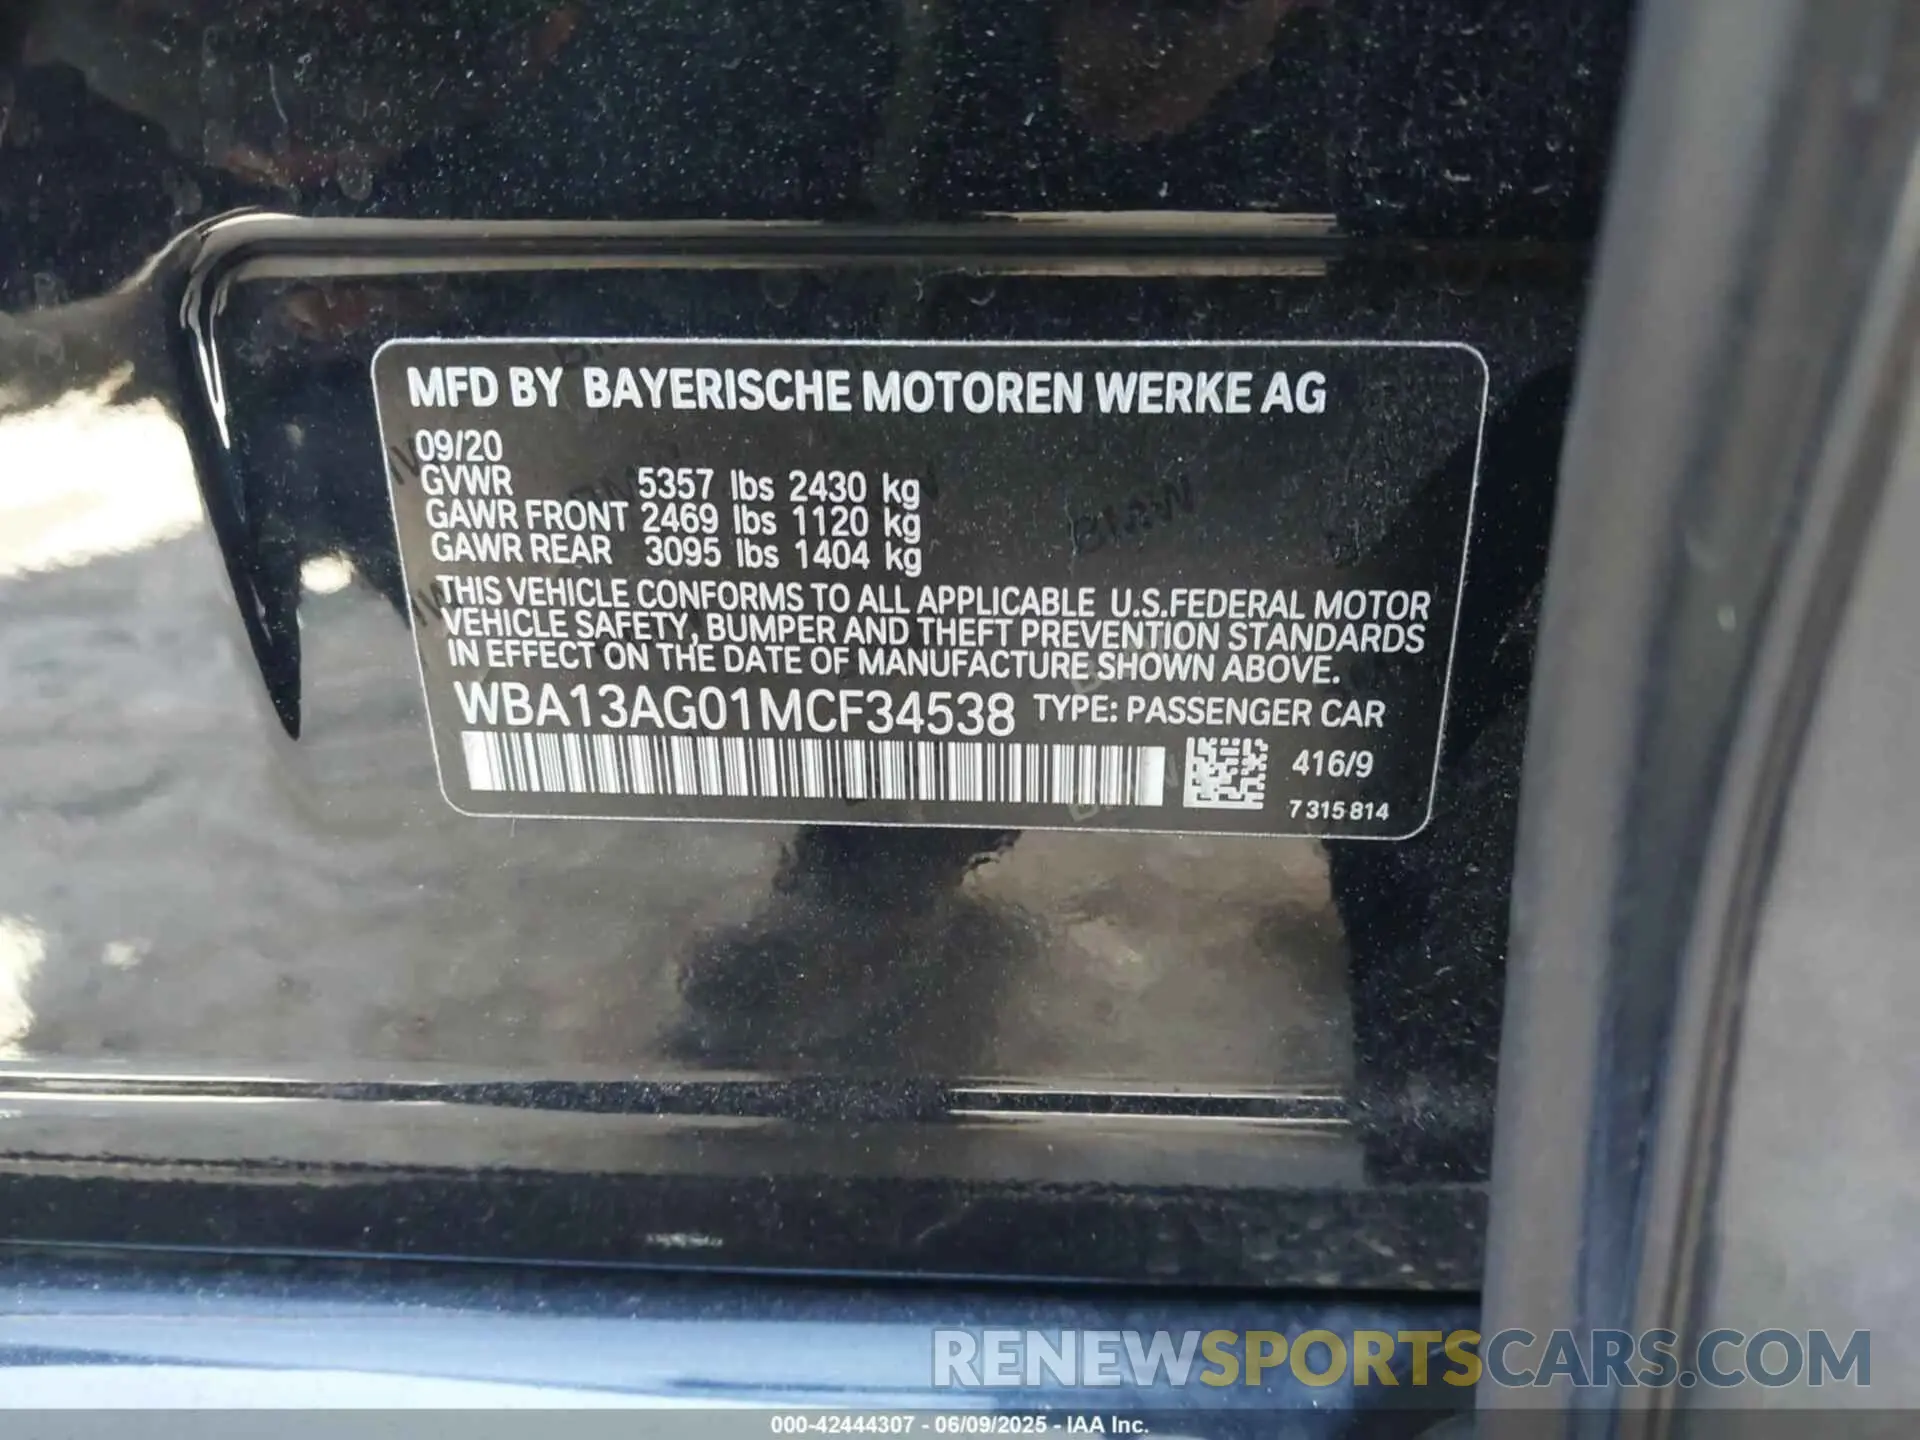 MFD BY BAYERISCHE MOTOREN WERKE AG
09/20
GVWR 5357 lbs 2430 kg
GAWR FRONT 2469 lbs 1120 kg
GAWR REAR 3095 lbs 1404 kg
THIS VEHICLE CONFORMS TO ALL APPLICABLE U.S.FEDERAL MOTOR
VEHICLE SAFETY, BUMPER AND THEFT PREVENTION STANDARDS
IN EFFECT ON THE DATE OF MANUFACTURE SHOWN ABOVE.
WBA13AG01MCF34538 TYPE: PASSENGER CAR
416/9
7 315 814
RENEWSPORTSCARS.COM
000-42444307 - 06/09/2025 - IAA Inc.